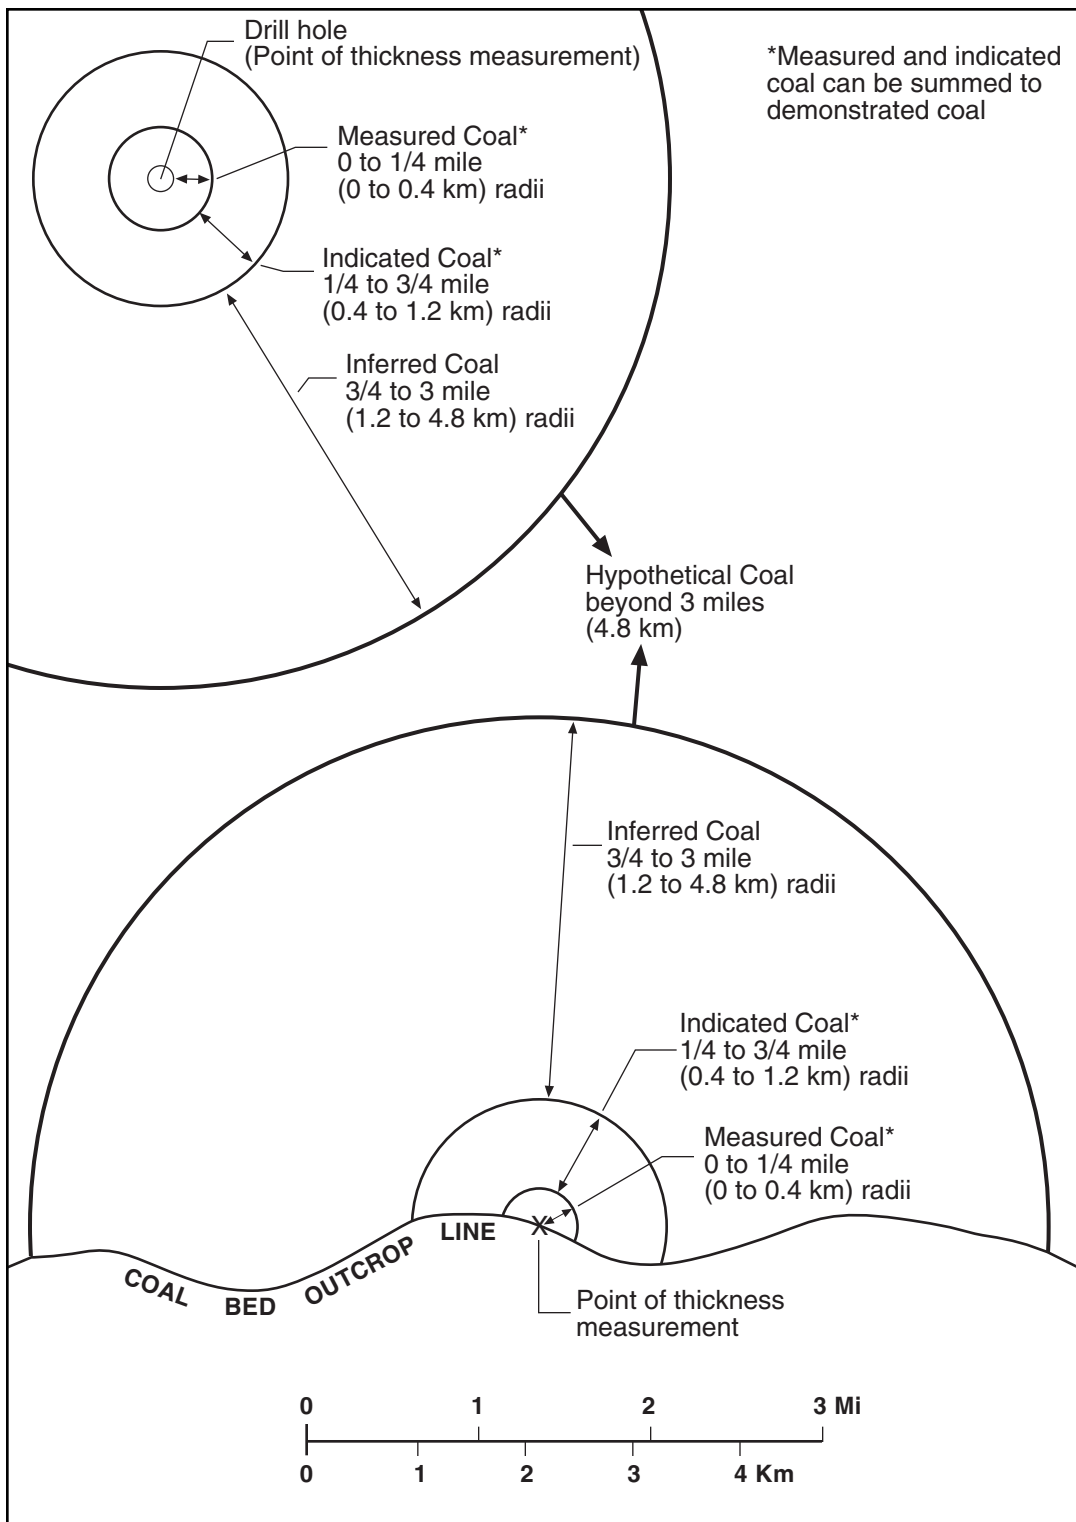 Drill hole
(Point of thickness measurement)
*Measured and indicated
coal can be summed to
demonstrated coal
Measured Coal*
0 to 1/4 mile
(0 to 0.4 km) radii
Indicated Coal*
1/4 to 3/4 mile
(0.4 to 1.2 km) radii
Inferred Coal
3/4 to 3 mile
(1.2 to 4.8 km) radii
Hypothetical Coal
beyond 3 miles
(4.8 km)
Inferred Coal
3/4 to 3 mile
(1.2 to 4.8 km) radii
Indicated Coal*
1/4 to 3/4 mile
(0.4 to 1.2 km) radii
Measured Coal*
0 to 1/4 mile
(0 to 0.4 km) radii
X
COAL BED OUTCROP LINE
Point of thickness
measurement
0 1 2 3 Mi
0 1 2 3 4 Km